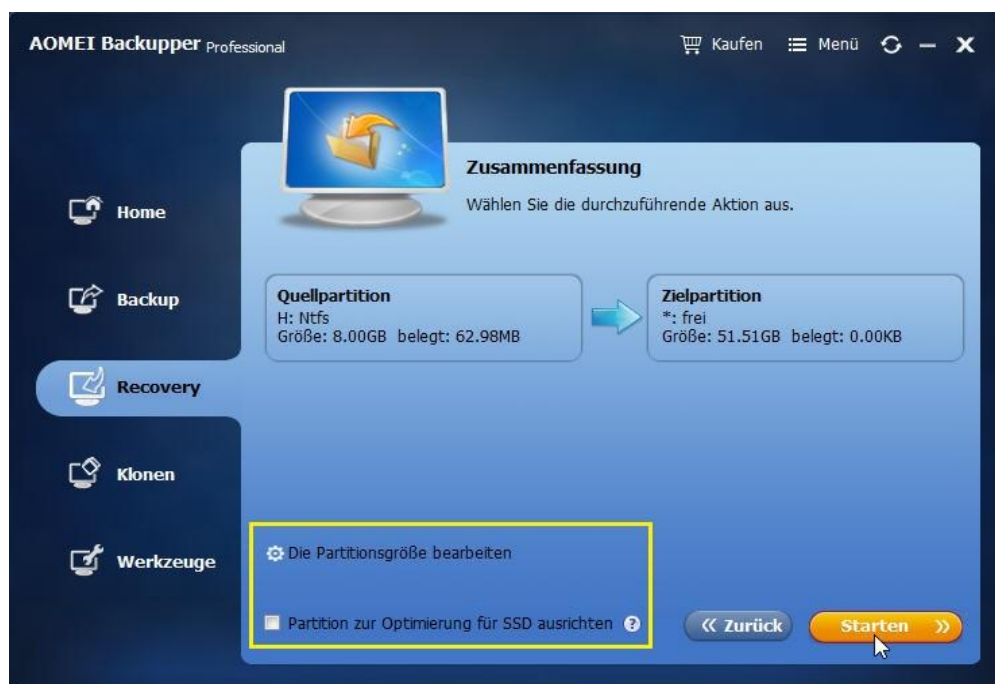 AOMEI Backupper Professional
Kaufen
Menü
Zusammenfassung
Wählen Sie die durchzuführende Aktion aus.
Home
Backup
Recovery
Klonen
Werkzeuge
Quellpartition
H: Ntfs
Größe: 8.00GB belegt: 62.98MB
Zielpartition
*: frei
Größe: 51.51GB belegt: 0.00KB
Die Partitionsgröße bearbeiten
Partition zur Optimierung für SSD ausrichten ?
Zurück
Starten